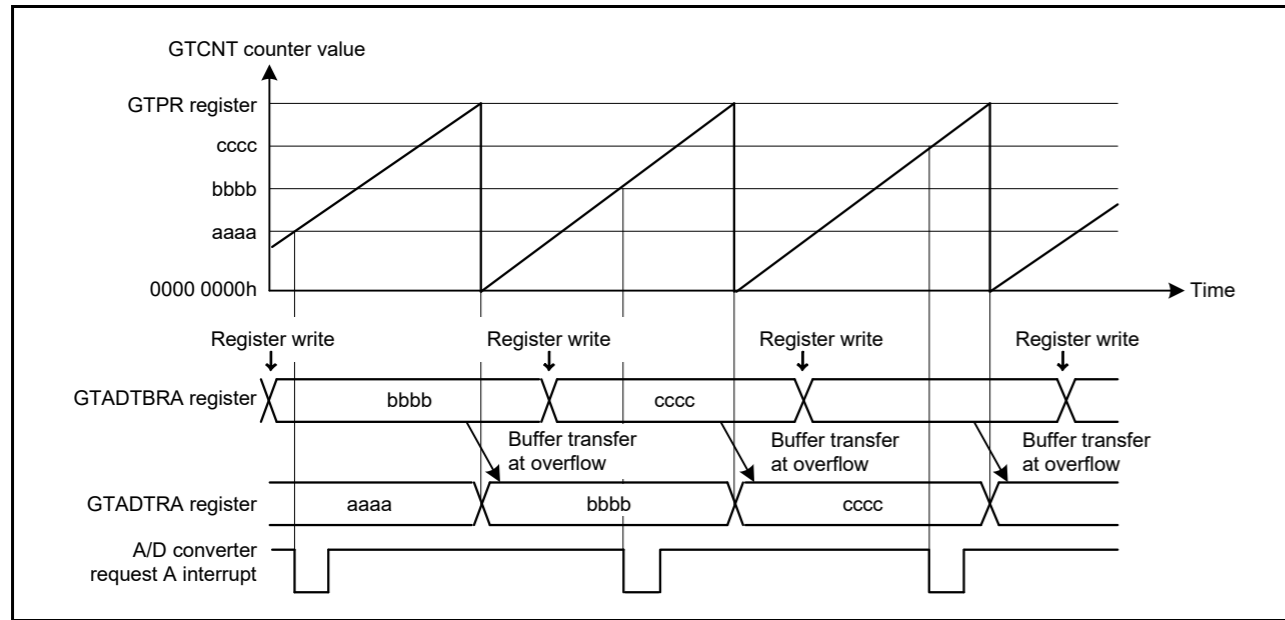 GTCNT counter value
GTPR register
cccc
bbbb
aaaa
0000 0000h
Time
Register write
Register write
Register write
Register write
GTADTBRA register
bbbb
cccc
Buffer transfer
at overflow
Buffer transfer
at overflow
Buffer transfer
at overflow
GTADTRA register
aaaa
bbbb
cccc
A/D converter
request A interrupt